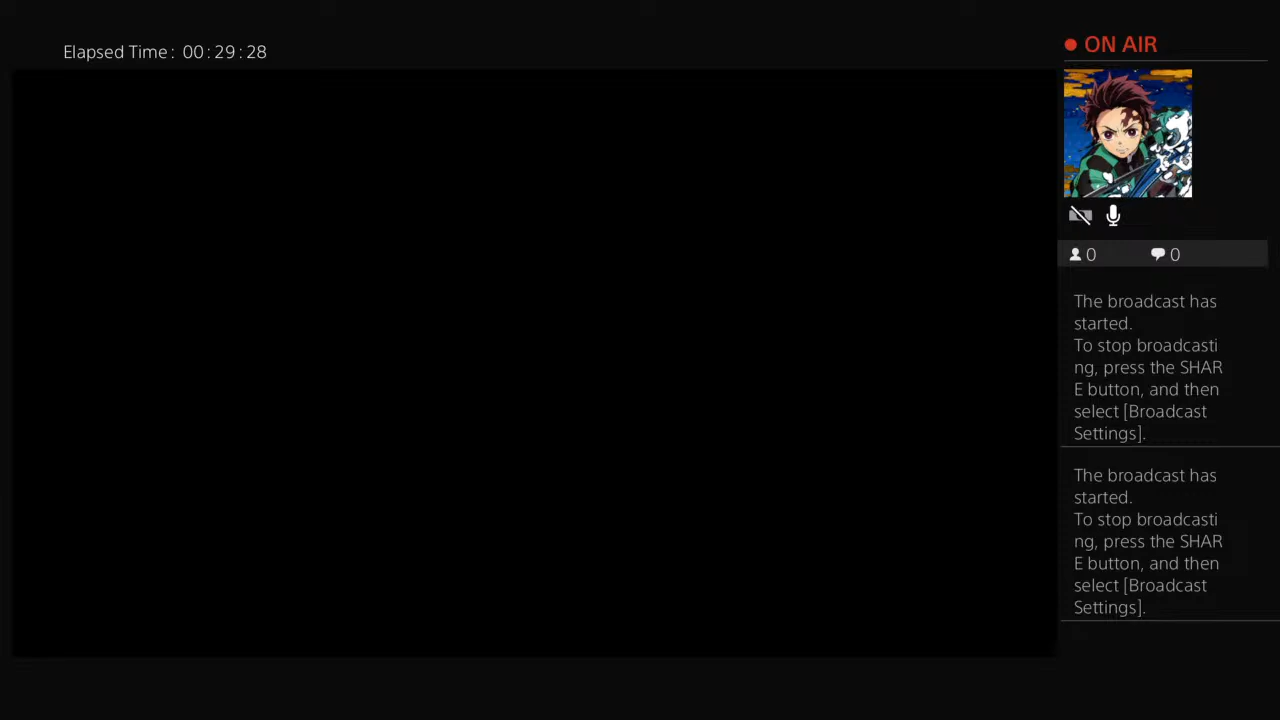 Elapsed Time: 00:29:28
ON AIR
0 0
The broadcast has
started.
To stop broadcasti
ng, press the SHAR
E button, and then
select [Broadcast
Settings].
The broadcast has
started.
To stop broadcasti
ng, press the SHAR
E button, and then
select [Broadcast
Settings].